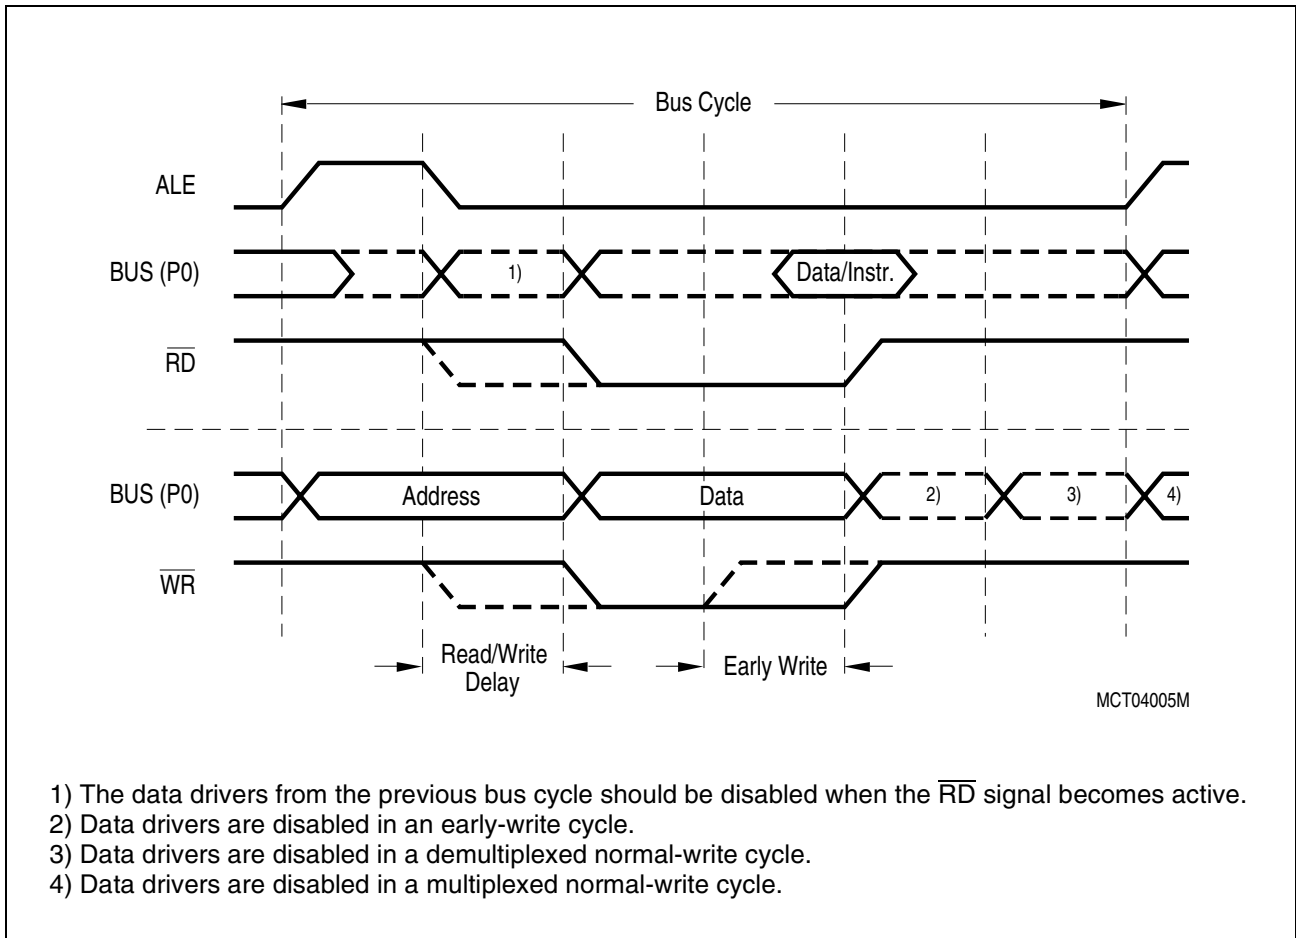 Bus Cycle
ALE
BUS (P0)
1)
Data/Instr.
RD
BUS (P0)
Address
Data
2)
3)
4)
WR
Read/Write
Delay
Early Write
MCT04005M
1) The data drivers from the previous bus cycle should be disabled when the RD signal becomes active.
2) Data drivers are disabled in an early-write cycle.
3) Data drivers are disabled in a demultiplexed normal-write cycle.
4) Data drivers are disabled in a multiplexed normal-write cycle.